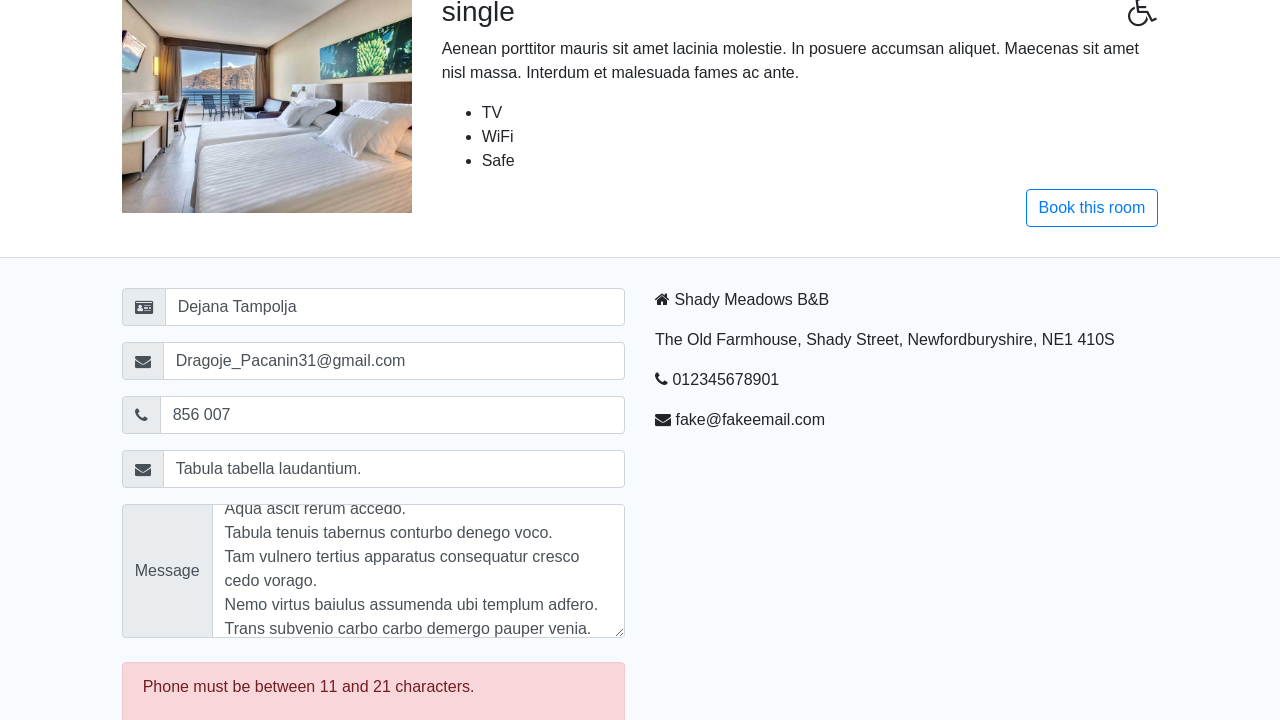 single
Aenean porttitor mauris sit amet lacinia molestie. In posuere accumsan aliquet. Maecenas sit amet
nisl massa. Interdum et malesuada fames ac ante.
TV
WiFi
Safe
Book this room
Dejana Tampolja
Dragoje_Pacanin31@gmail.com
856 007
Tabula tabella laudantium.
Message
Aqua ascit rerum accedo.
Tabula tenuis tabernus conturbo denego voco.
Tam vulnero tertius apparatus consequatur cresco
cedo vorago.
Nemo virtus baiulus assumenda ubi templum adfero.
Trans subvenio carbo carbo demergo pauper venia.
Phone must be between 11 and 21 characters.
Shady Meadows B&B
The Old Farmhouse, Shady Street, Newfordburyshire, NE1 410S
012345678901
fake@fakeemail.com